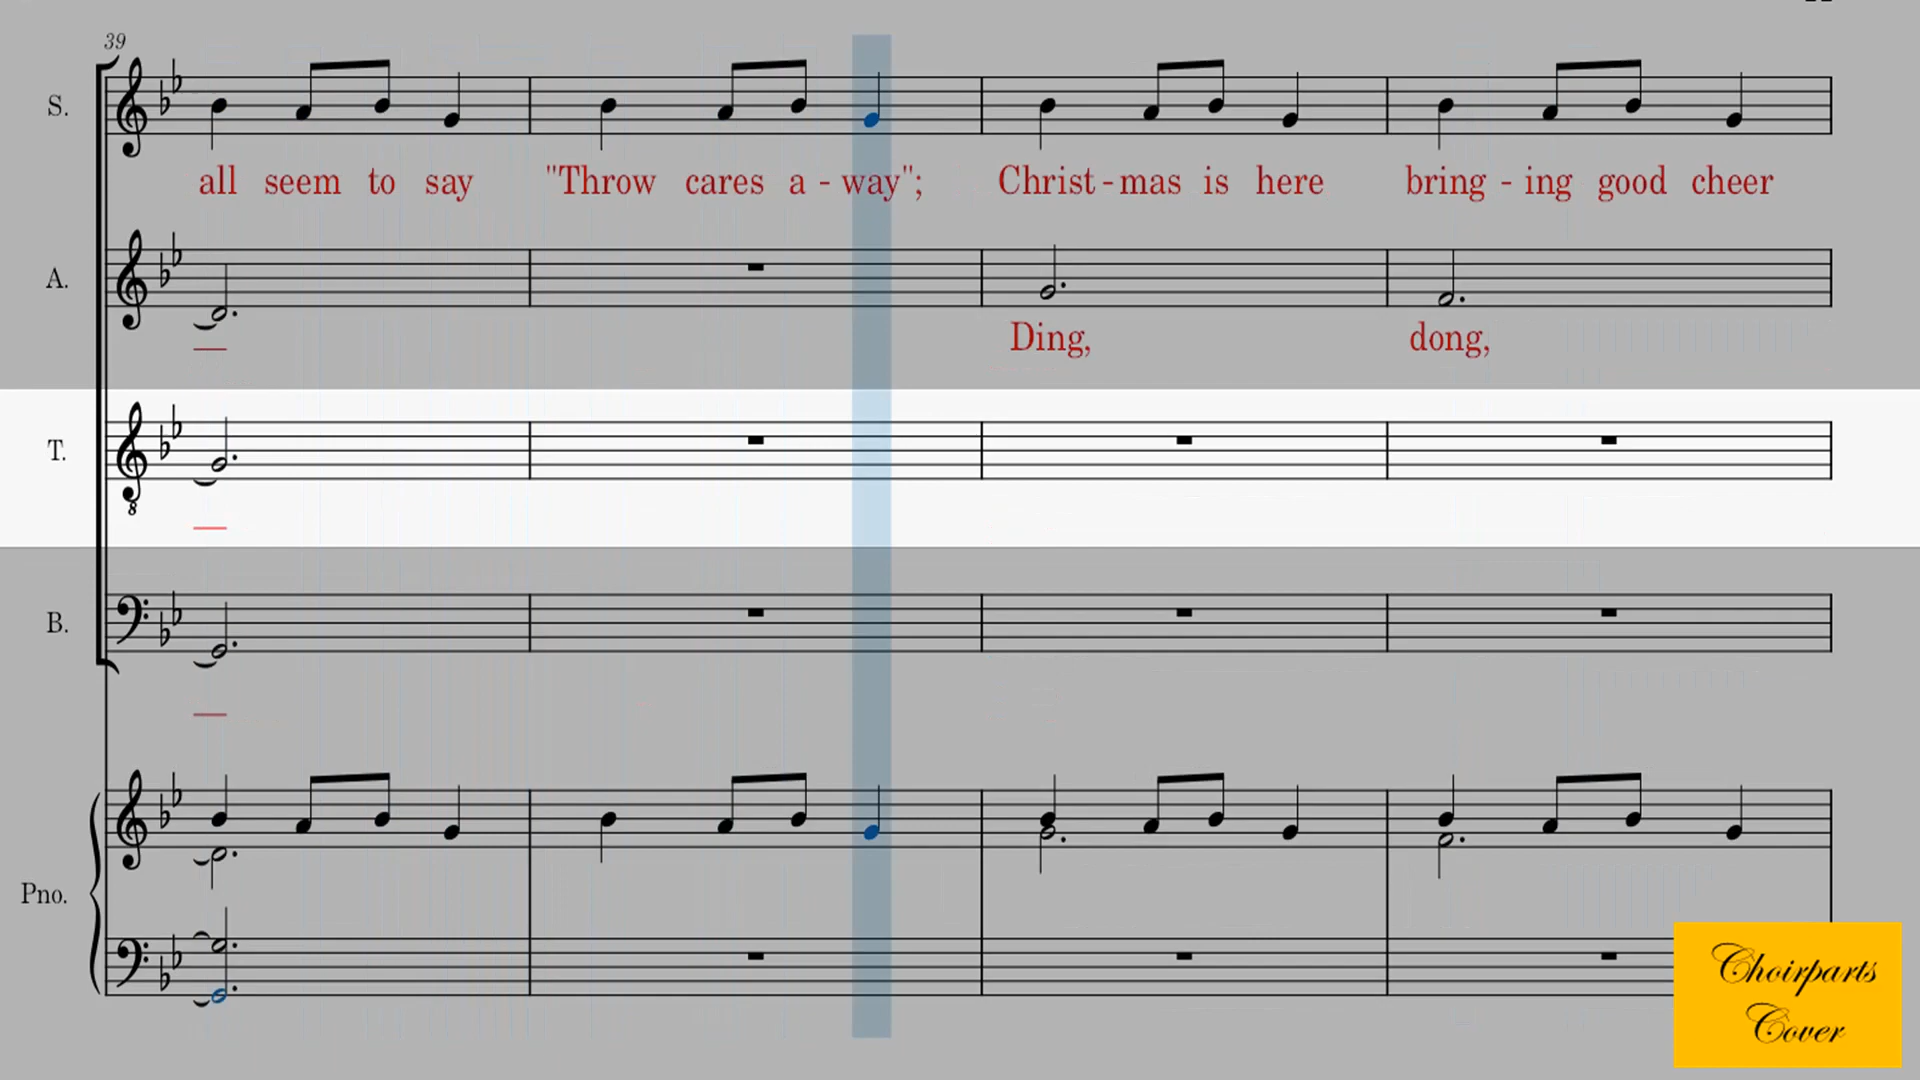 39
S.
all seem to say "Throw cares a - way"; Christ - mas is here bring - ing good cheer
A.
Ding, dong,
T.
8
B.
Pno.
Choirparts
Cover